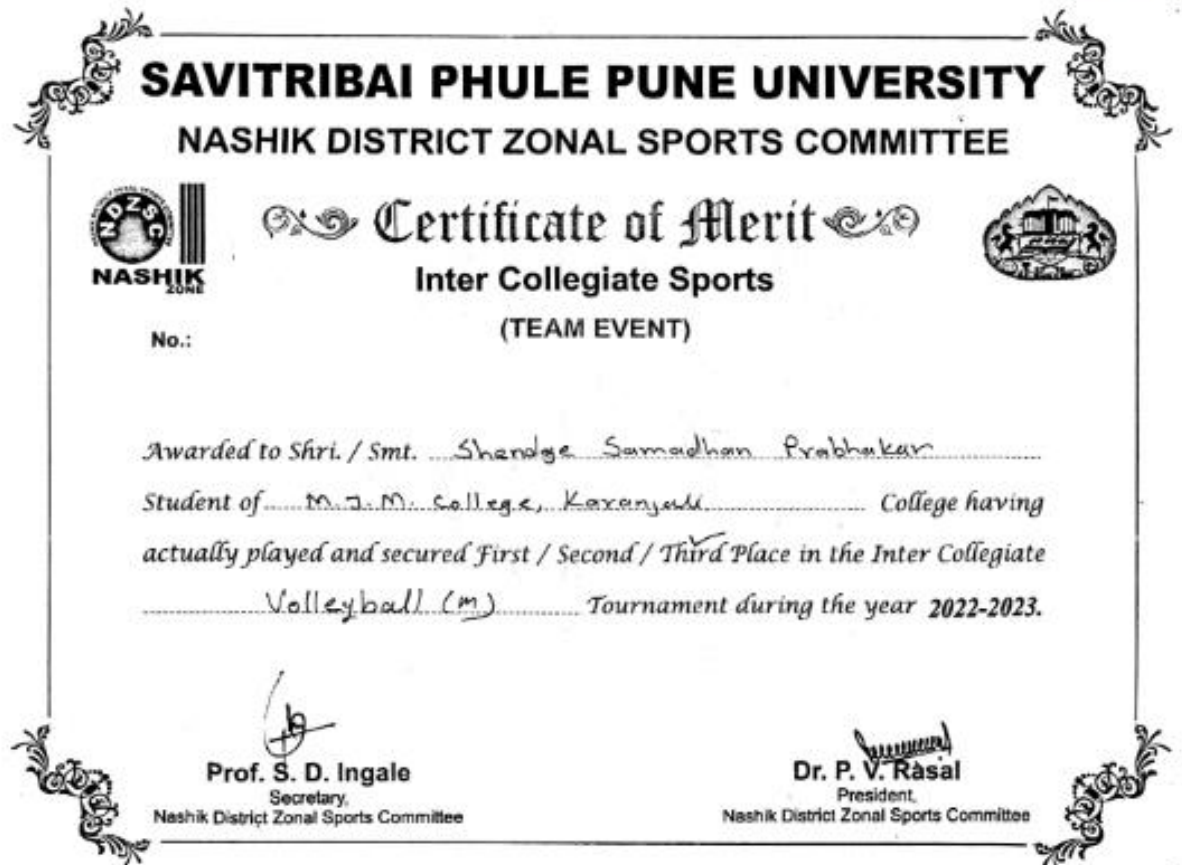 SAVITRIBAI PHULE PUNE UNIVERSITY
NASHIK DISTRICT ZONAL SPORTS COMMITTEE
NDZSC
NASHIK
ZONE
Certificate of Merit
Inter Collegiate Sports
(TEAM EVENT)
No.:
Awarded to Shri. / Smt. Shendge Samadhan Prabhakar
Student of M.J.M. College, Karanjali College having
actually played and secured First / Second / Third Place in the Inter Collegiate
Volleyball (M) Tournament during the year 2022-2023.
Prof. S. D. Ingale
Secretary,
Nashik District Zonal Sports Committee
Dr. P. V. Rasal
President,
Nashik District Zonal Sports Committee